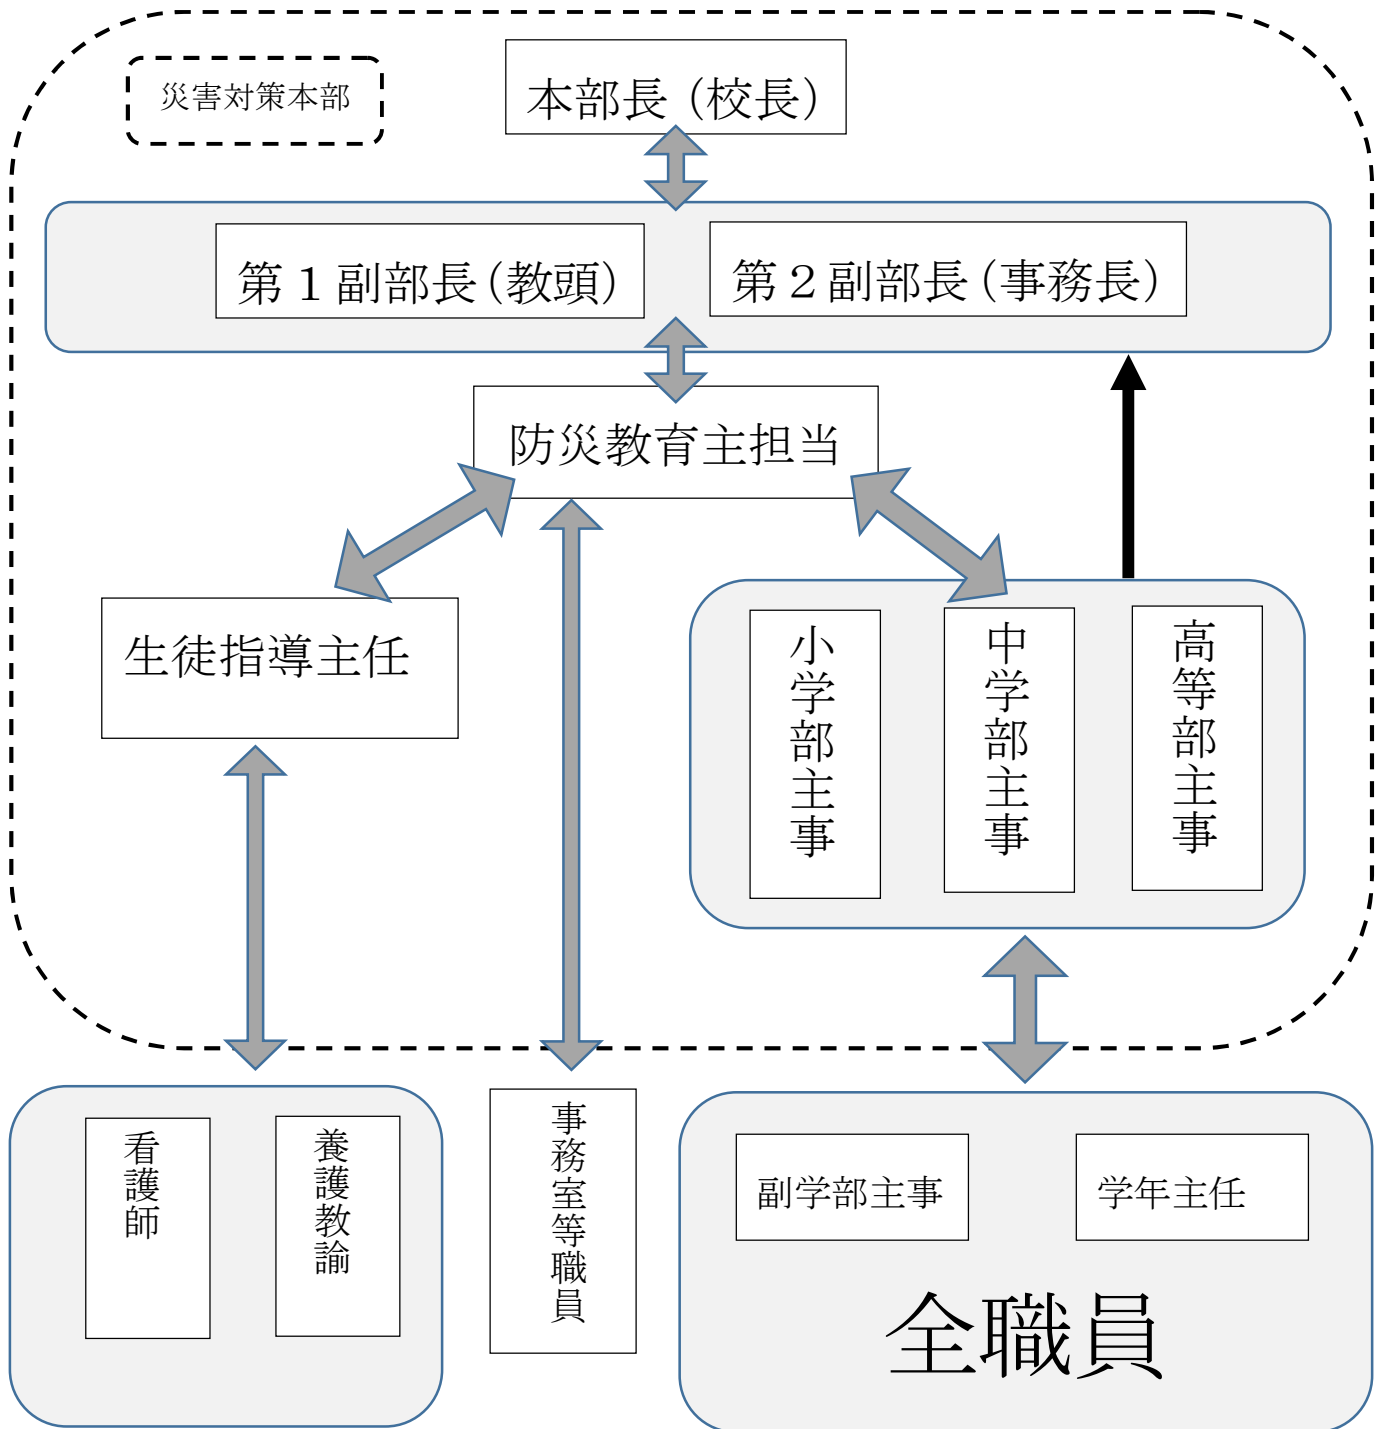 災害対策本部
本部長（校長）
第１副部長（教頭）
第２副部長（事務長）
防災教育主担当
生徒指導主任
小学部主事
中学部主事
高等部主事
看護師
養護教諭
事務室等職員
副学部主事
学年主任
全職員